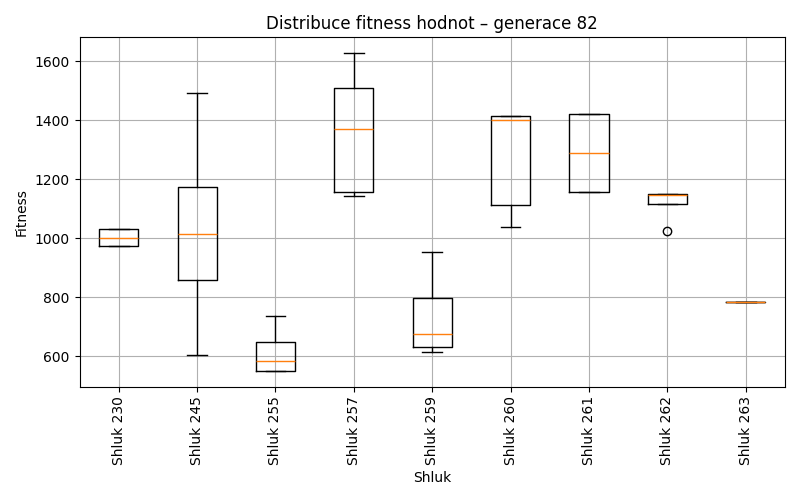 Distribuce fitness hodnot – generace 82
Fitness
1600
1400
1200
1000
800
600
Shluk 230
Shluk 245
Shluk 255
Shluk 257
Shluk 259
Shluk 260
Shluk 261
Shluk 262
Shluk 263
Shluk